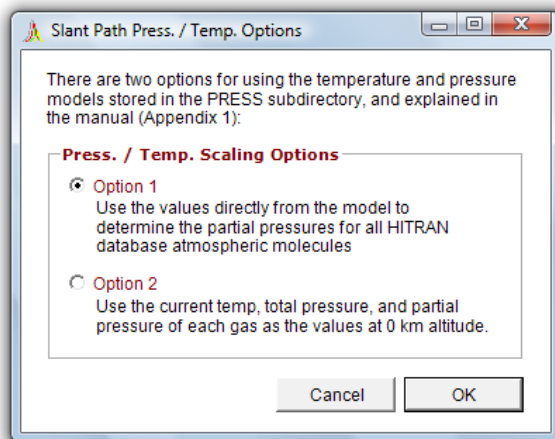 Slant Path Press. / Temp. Options
There are two options for using the temperature and pressure
models stored in the PRESS subdirectory, and explained in
the manual (Appendix 1):
Press. / Temp. Scaling Options
Option 1
Use the values directly from the model to
determine the partial pressures for all HITRAN
database atmospheric molecules
Option 2
Use the current temp, total pressure, and partial
pressure of each gas as the values at 0 km altitude.
Cancel OK